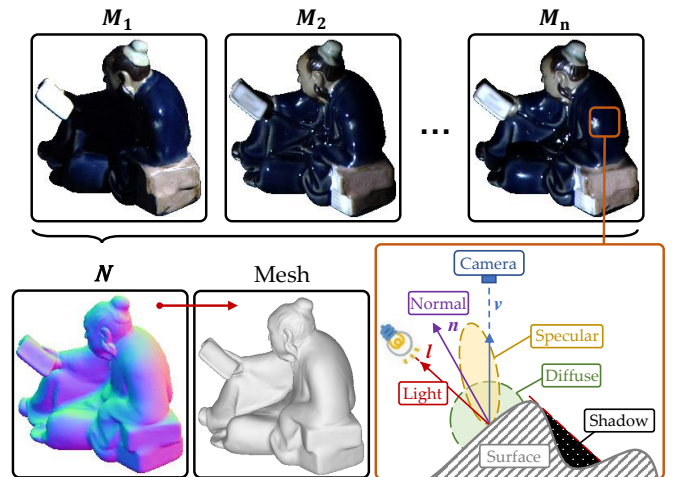 M₁
M₂
Mₙ
...
N
Mesh
Camera
Normal
v
n
Specular
l
Light
Diffuse
Shadow
Surface